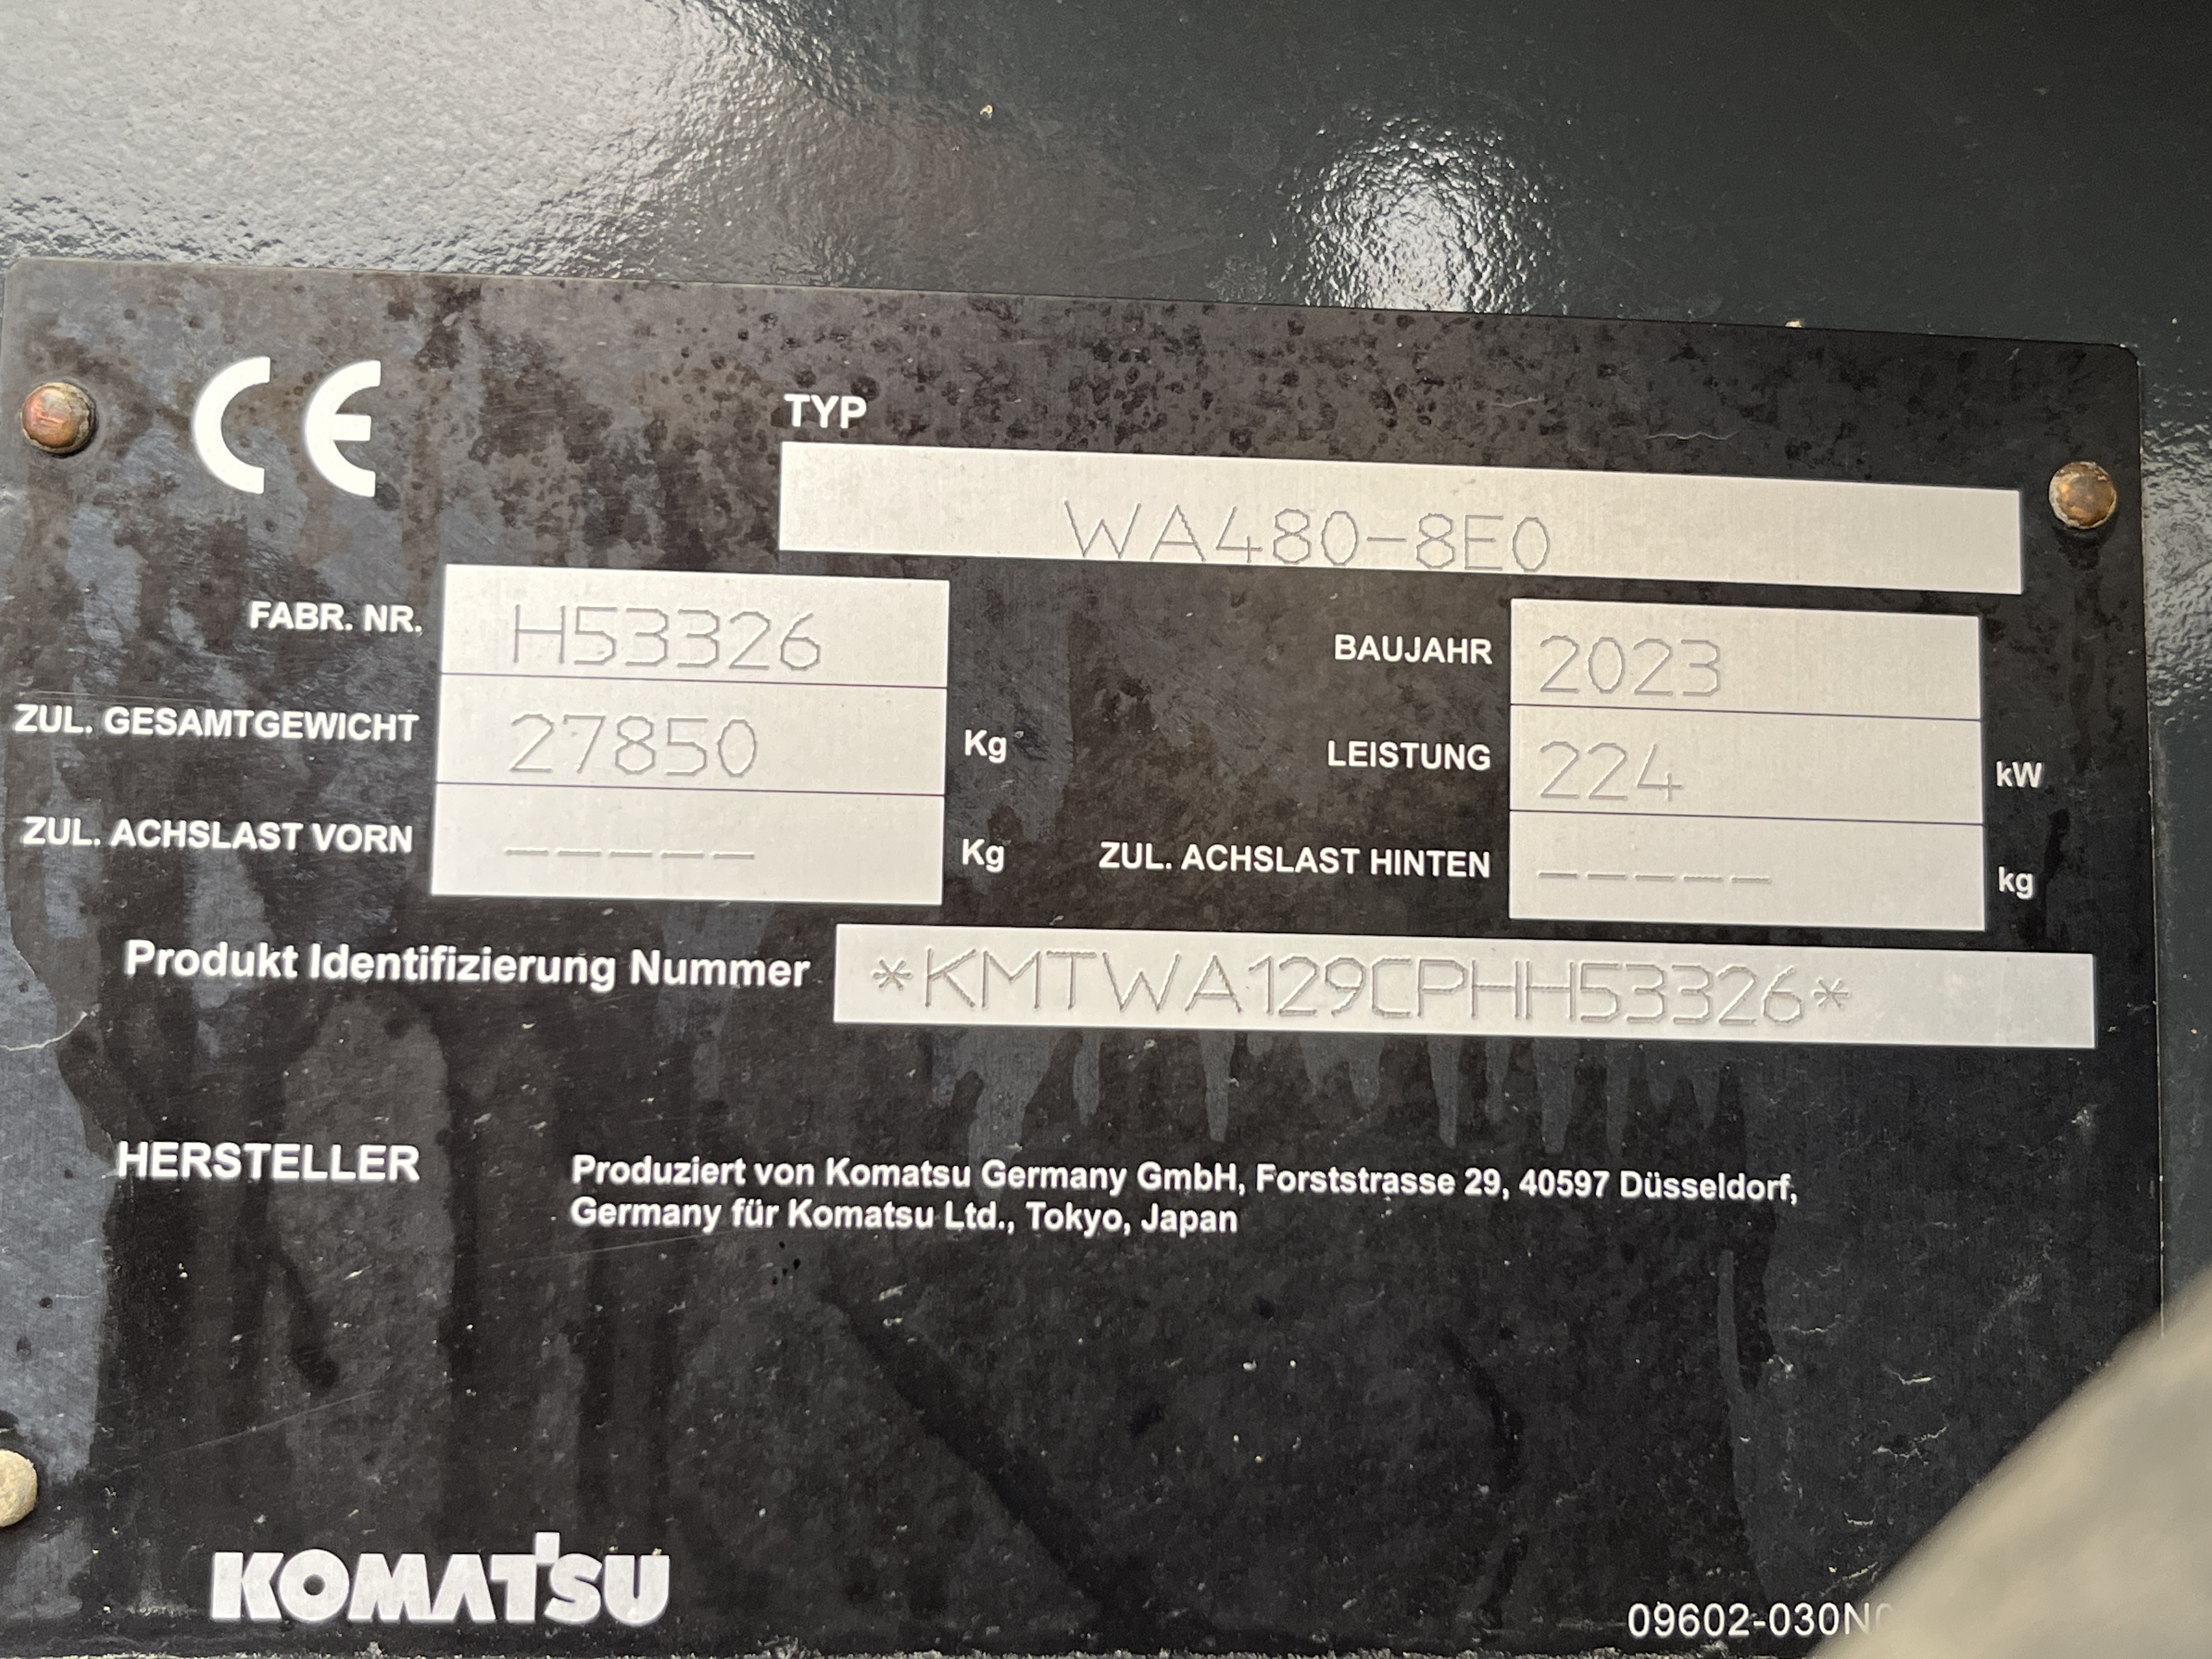 CE
TYP
WA480-8E0
FABR. NR. H53326 BAUJAHR 2023
ZUL. GESAMTGEWICHT 27850 Kg LEISTUNG 224 kW
ZUL. ACHSLAST VORN ----- Kg ZUL. ACHSLAST HINTEN ----- kg
Produkt Identifizierung Nummer *KMTWA129CPHH53326*
HERSTELLER Produziert von Komatsu Germany GmbH, Forststrasse 29, 40597 Düsseldorf,
Germany für Komatsu Ltd., Tokyo, Japan
KOMATSU